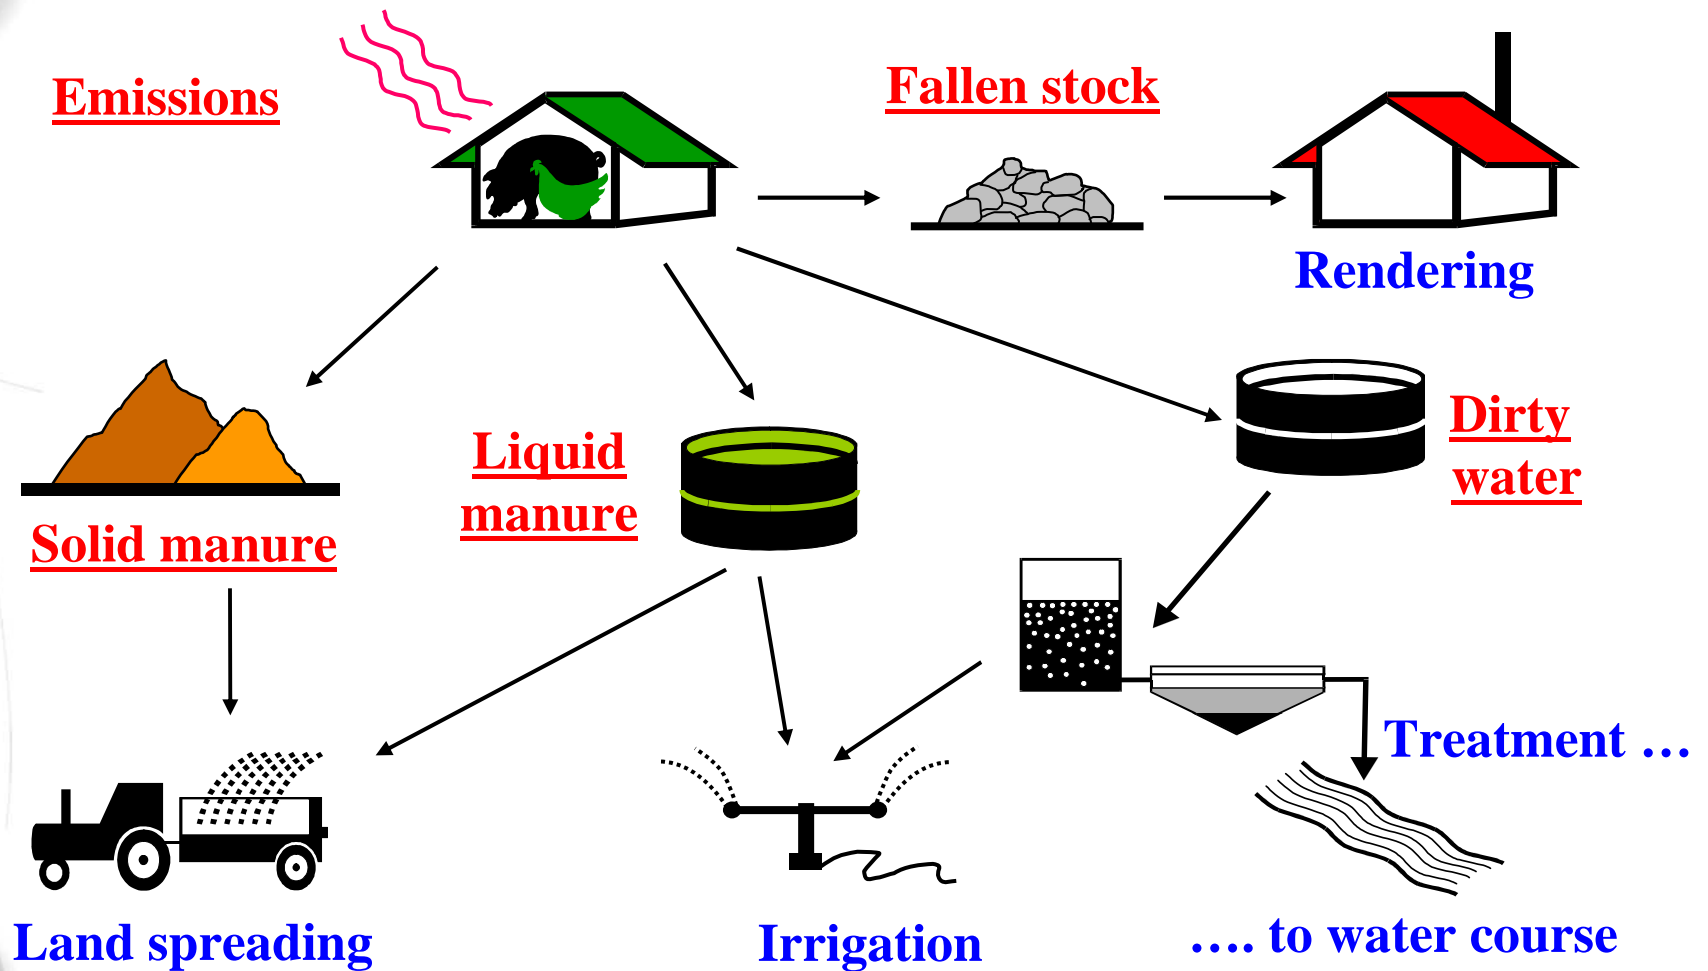 Emissions
Fallen stock
Rendering
Dirty
water
Liquid
manure
Solid manure
Treatment …
Land spreading
Irrigation
…. to water course